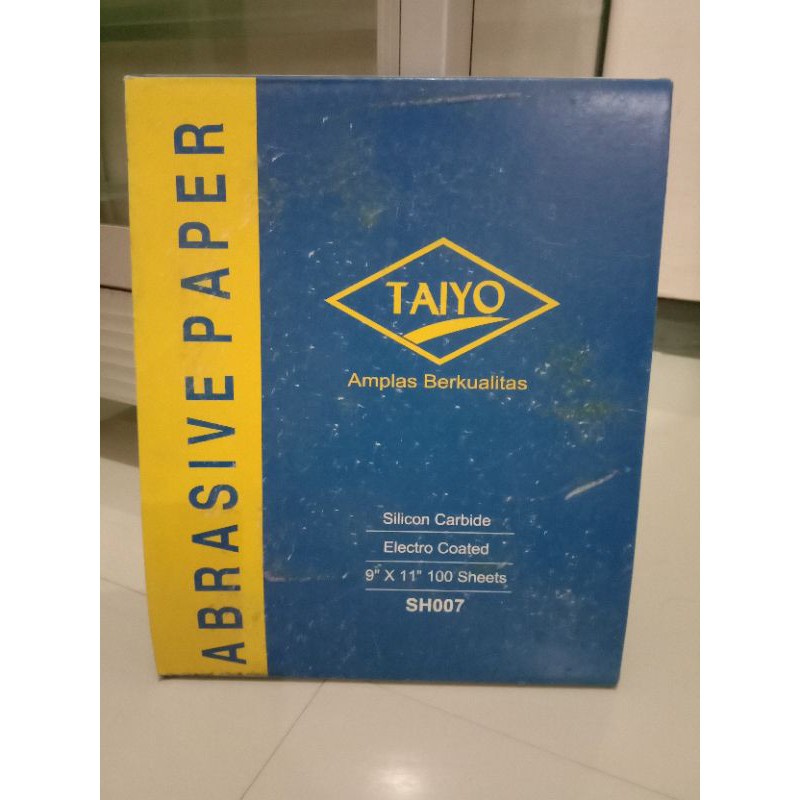 ABRASIVE PAPER
TAIYO
Amplas Berkualitas
Silicon Carbide
Electro Coated
9" X 11" 100 Sheets
SH007